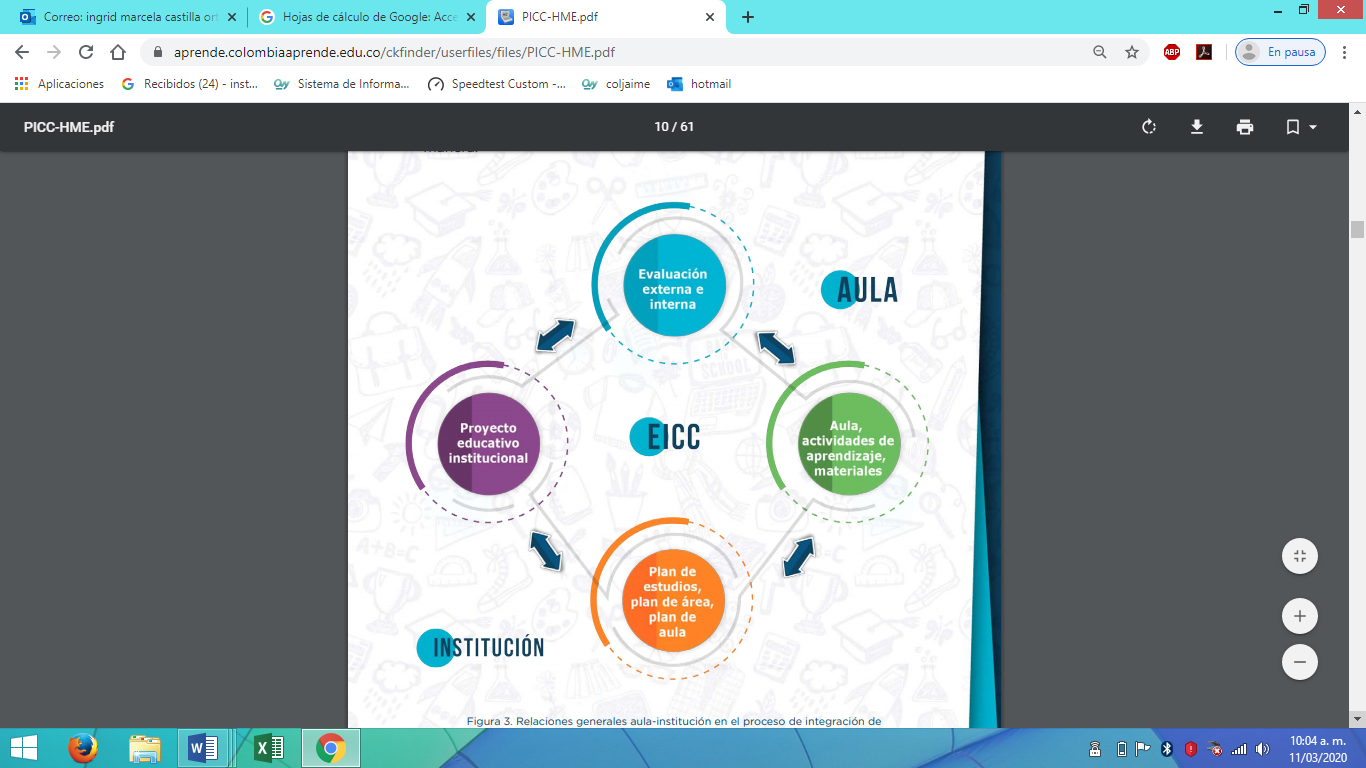 Correo: ingrid marcela castilla ort
Hojas de cálculo de Google: Acce
PICC-HME.pdf
aprende.colombiaaprende.edu.co/ckfinder/userfiles/files/PICC-HME.pdf
ABP
En pausa
Aplicaciones
Recibidos (24) - inst...
Sistema de Informa...
Speedtest Custom -...
coljaime
hotmail
PICC-HME.pdf
10 / 61
Evaluación
externa e
interna
AULA
Proyecto
educativo
institucional
EICC
Aula,
actividades de
aprendizaje,
materiales
Plan de
estudios,
plan de área,
plan de
aula
INSTITUCIÓN
SCHOOL
A+B=C
Figura 3. Relaciones generales aula-institución en el proceso de integración de
10:04 a. m.
11/03/2020